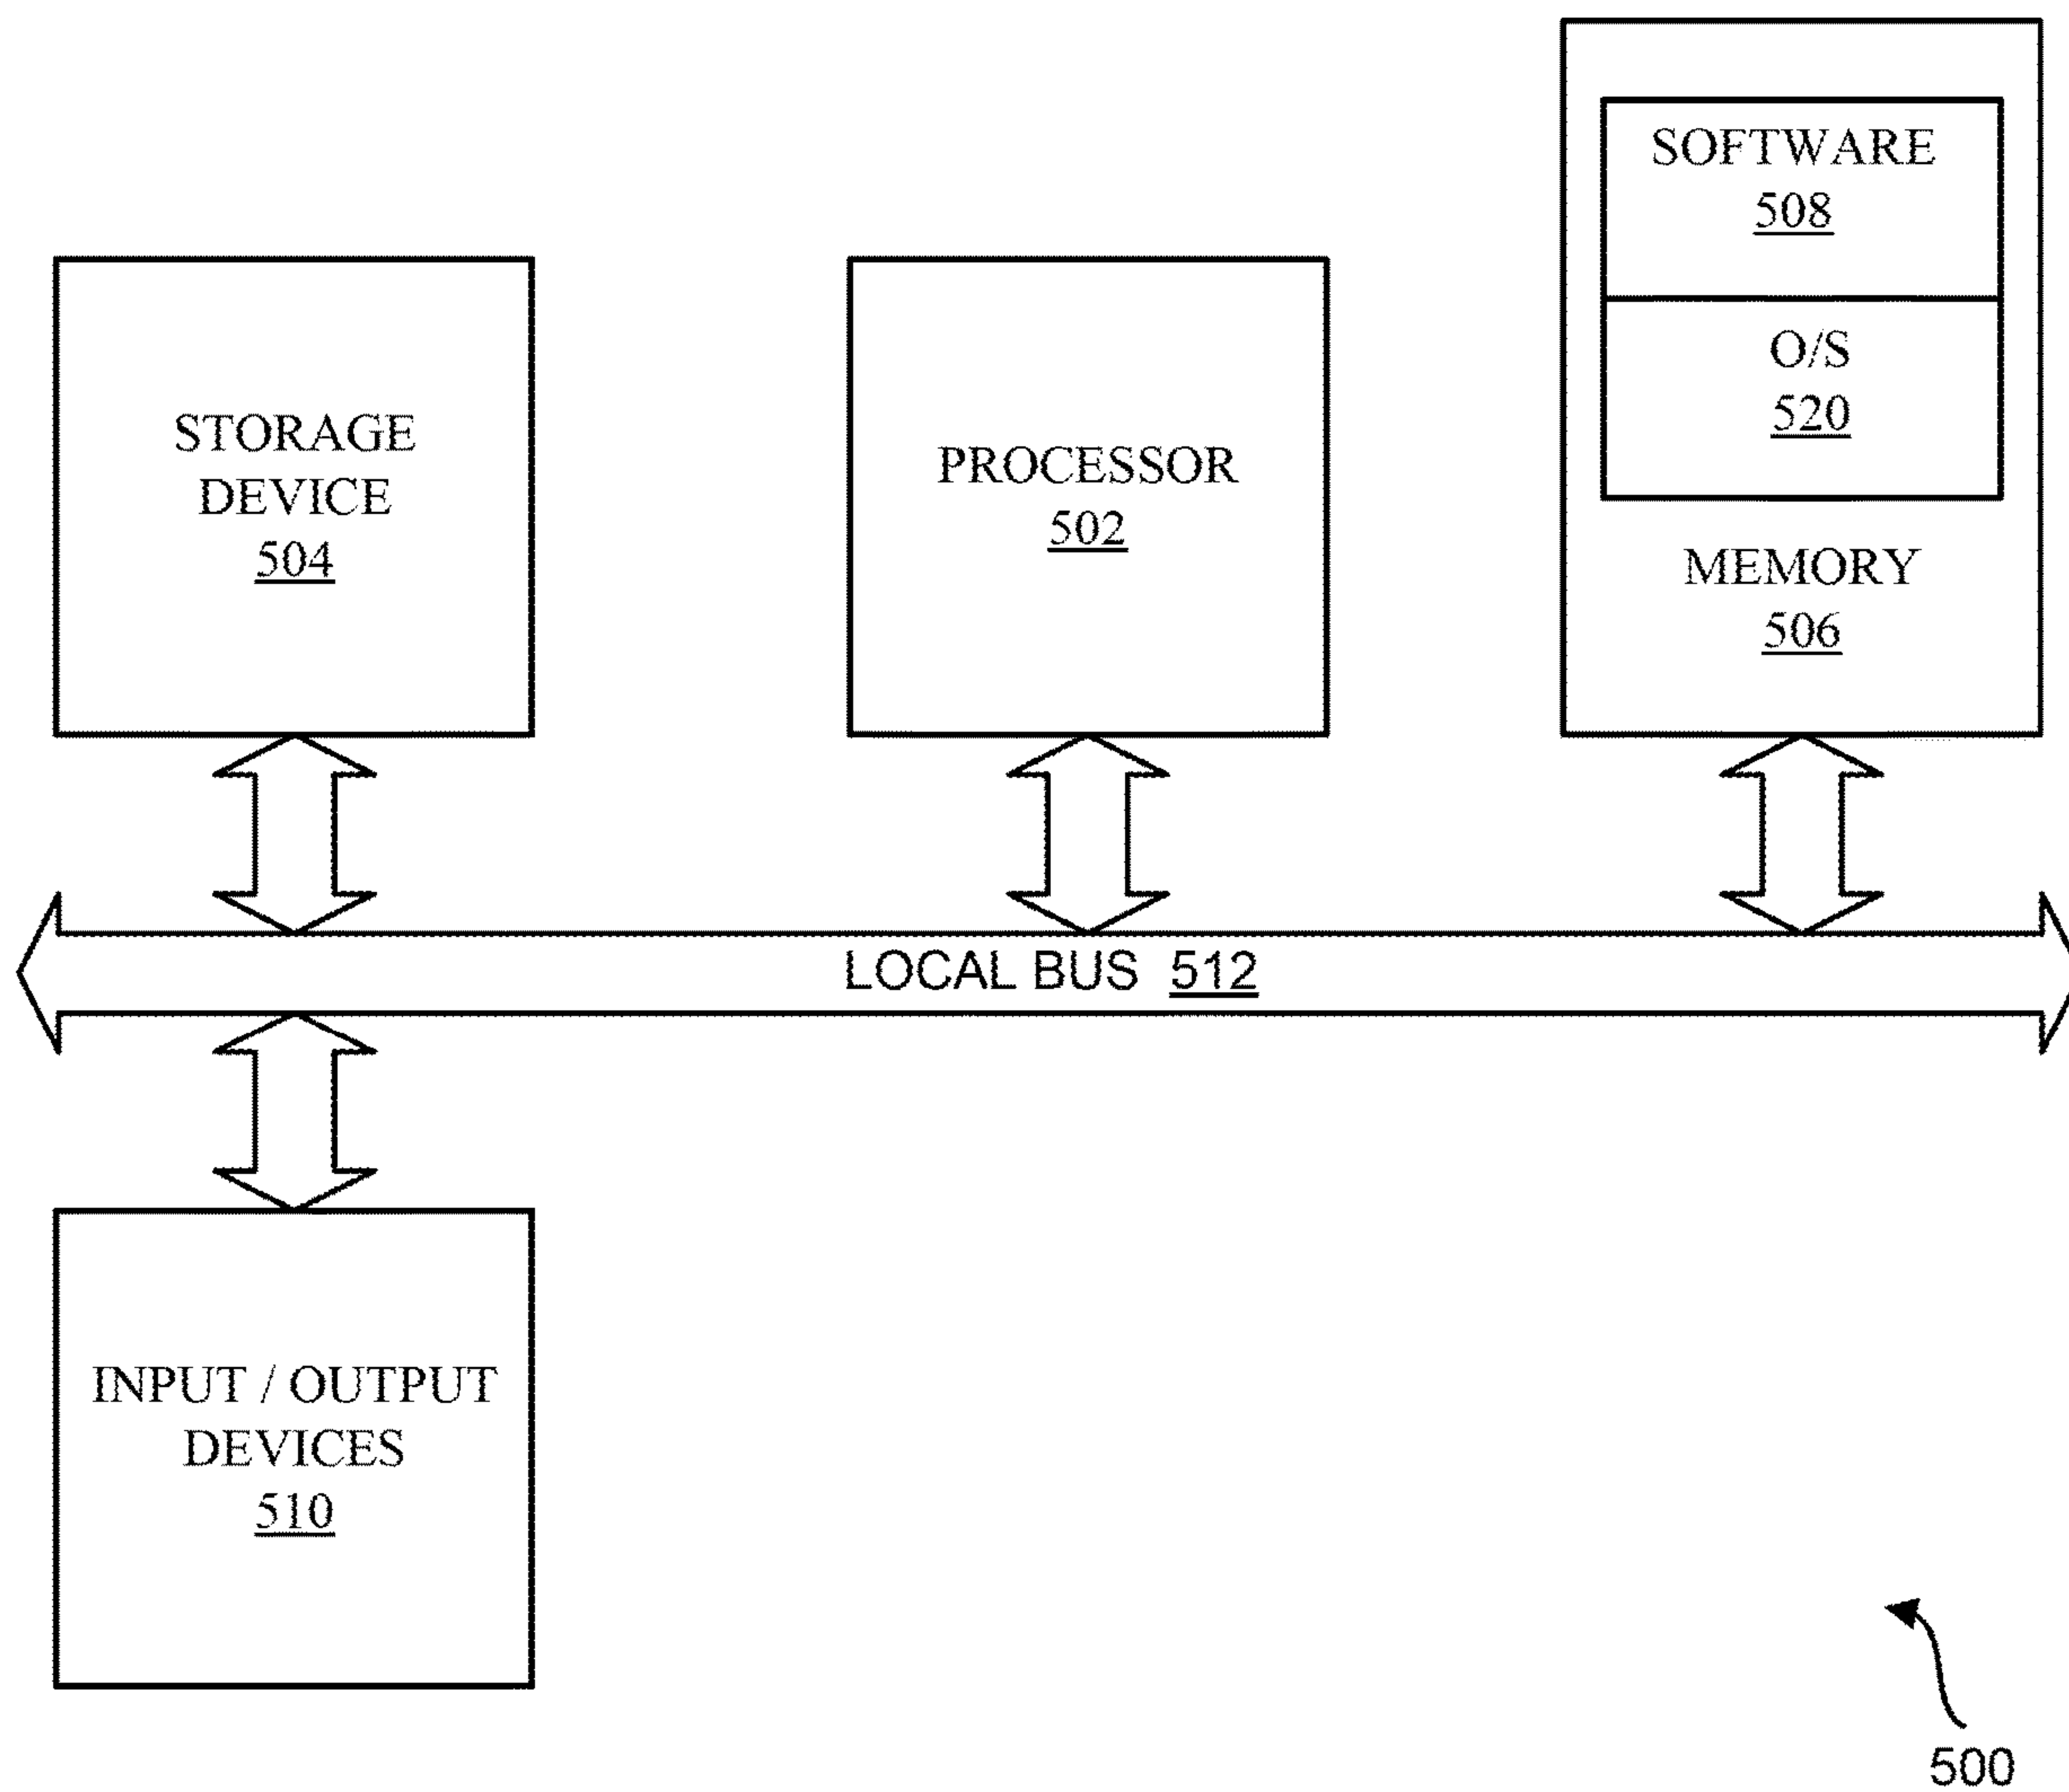 SOFTWARE
508
O/S
520
MEMORY
506
STORAGE
DEVICE
504
PROCESSOR
502
LOCAL BUS 512
INPUT / OUTPUT
DEVICES
510
500